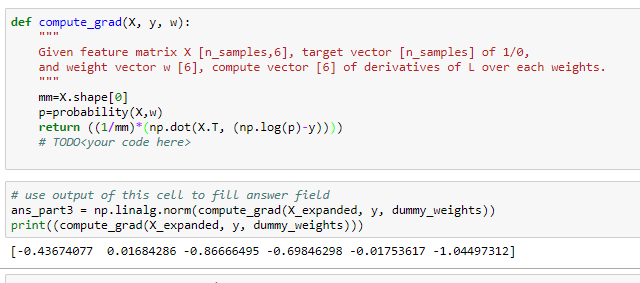 def compute_grad(X, y, w):
"""
Given feature matrix X [n_samples,6], target vector [n_samples] of 1/0,
and weight vector w [6], compute vector [6] of derivatives of L over each weights.
"""
mm=X.shape[0]
p=probability(X,w)
return ((1/mm)*(np.dot(X.T, (np.log(p)-y))))
# TODO<your code here>
# use output of this cell to fill answer field
ans_part3 = np.linalg.norm(compute_grad(X_expanded, y, dummy_weights))
print((compute_grad(X_expanded, y, dummy_weights)))
[-0.43674077 0.01684286 -0.86666495 -0.69846298 -0.01753617 -1.04497312]